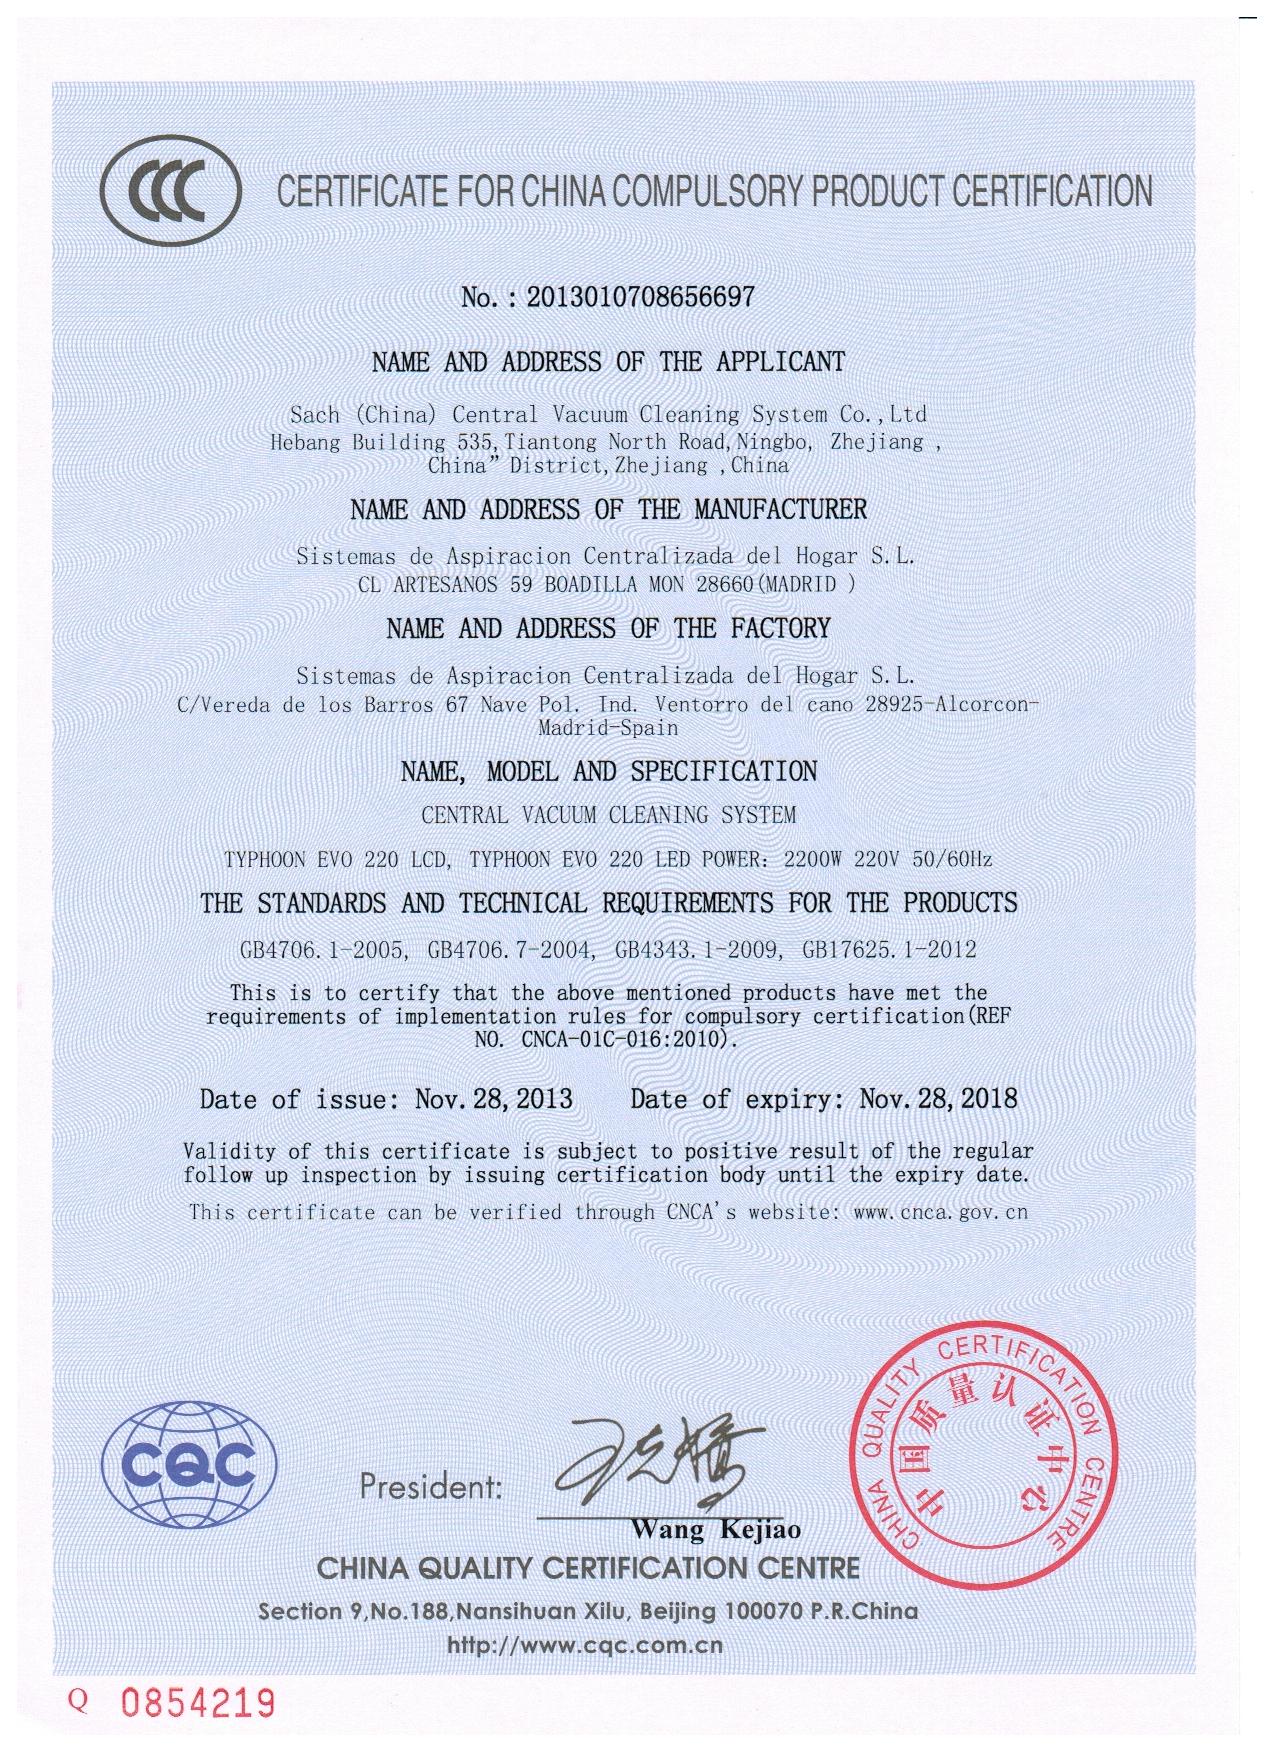 CCC
CERTIFICATE FOR CHINA COMPULSORY PRODUCT CERTIFICATION
No. : 2013010708656697
NAME AND ADDRESS OF THE APPLICANT
Sach (China) Central Vacuum Cleaning System Co.,Ltd
Hebang Building 535,Tiantong North Road,Ningbo, Zhejiang ,
China” District,Zhejiang ,China
NAME AND ADDRESS OF THE MANUFACTURER
Sistemas de Aspiracion Centralizada del Hogar S.L.
CL ARTESANOS 59 BOADILLA MON 28660(MADRID )
NAME AND ADDRESS OF THE FACTORY
Sistemas de Aspiracion Centralizada del Hogar S.L.
C/Vereda de los Barros 67 Nave Pol. Ind. Ventorro del cano 28925-Alcorcon-
Madrid-Spain
NAME, MODEL AND SPECIFICATION
CENTRAL VACUUM CLEANING SYSTEM
TYPHOON EVO 220 LCD, TYPHOON EVO 220 LED POWER: 2200W 220V 50/60Hz
THE STANDARDS AND TECHNICAL REQUIREMENTS FOR THE PRODUCTS
GB4706.1-2005, GB4706.7-2004, GB4343.1-2009, GB17625.1-2012
This is to certify that the above mentioned products have met the
requirements of implementation rules for compulsory certification(REF
NO. CNCA-01C-016:2010).
Date of issue: Nov.28,2013 Date of expiry: Nov.28,2018
Validity of this certificate is subject to positive result of the regular
follow up inspection by issuing certification body until the expiry date.
This certificate can be verified through CNCA's website: www.cnca.gov.cn
CHINA QUALITY CERTIFICATION CENTRE
中国质量认证中心
CQC
President:
Wang Kejiao
CHINA QUALITY CERTIFICATION CENTRE
Section 9,No.188,Nansihuan Xilu, Beijing 100070 P.R.China
http://www.cqc.com.cn
Q 0854219